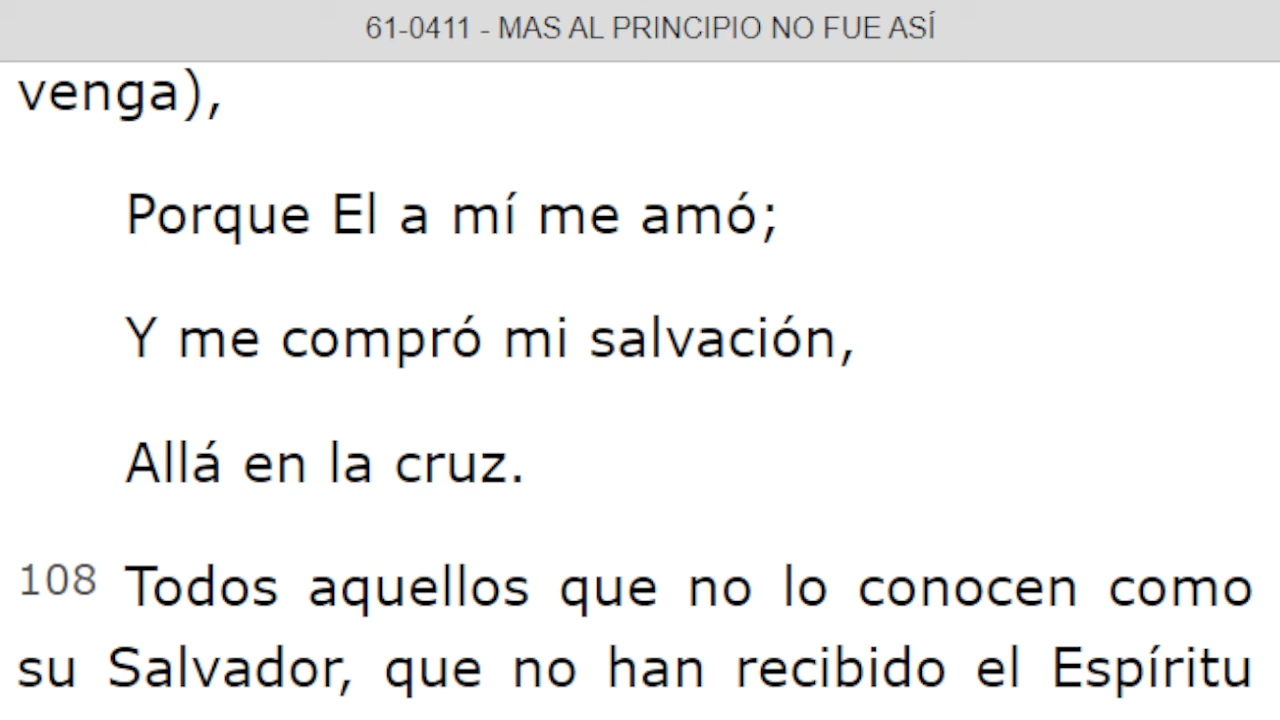 61-0411 - MAS AL PRINCIPIO NO FUE ASÍ
venga),
Porque El a mí me amó;
Y me compró mi salvación,
Allá en la cruz.
108 Todos aquellos que no lo conocen como
su Salvador, que no han recibido el Espíritu